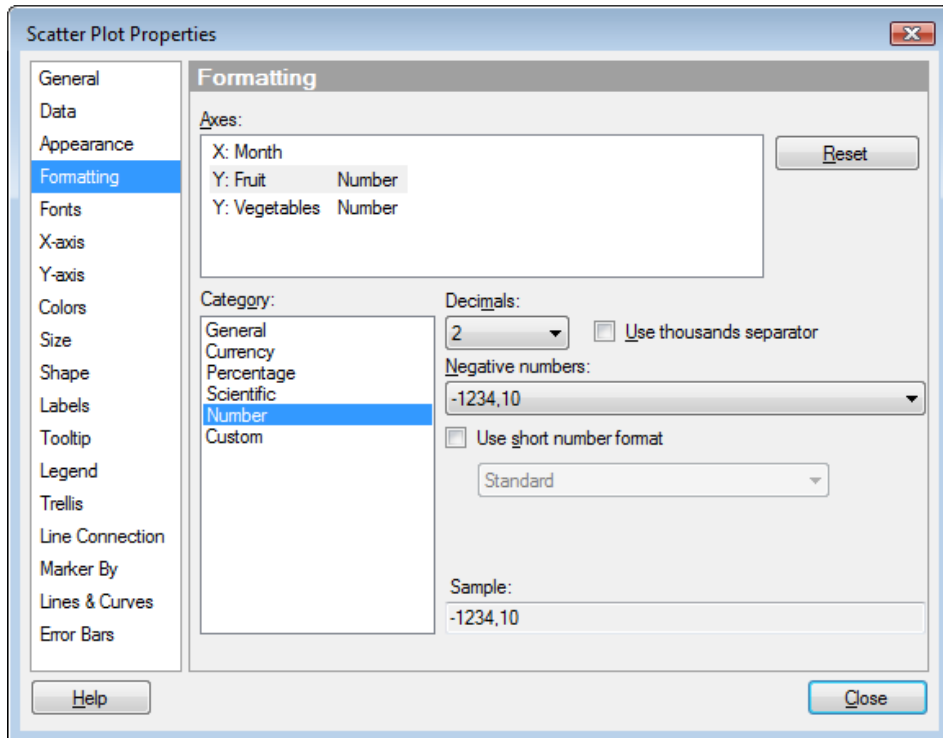 Scatter Plot Properties
General
Data
Appearance
Formatting
Fonts
X-axis
Y-axis
Colors
Size
Shape
Labels
Tooltip
Legend
Trellis
Line Connection
Marker By
Lines & Curves
Error Bars
Formatting
Axes:
X: Month
Y: Fruit Number
Y: Vegetables Number
Reset
Category:
General
Currency
Percentage
Scientific
Number
Custom
Decimals:
2
Use thousands separator
Negative numbers:
-1234,10
Use short number format
Standard
Sample:
-1234,10
Help
Close